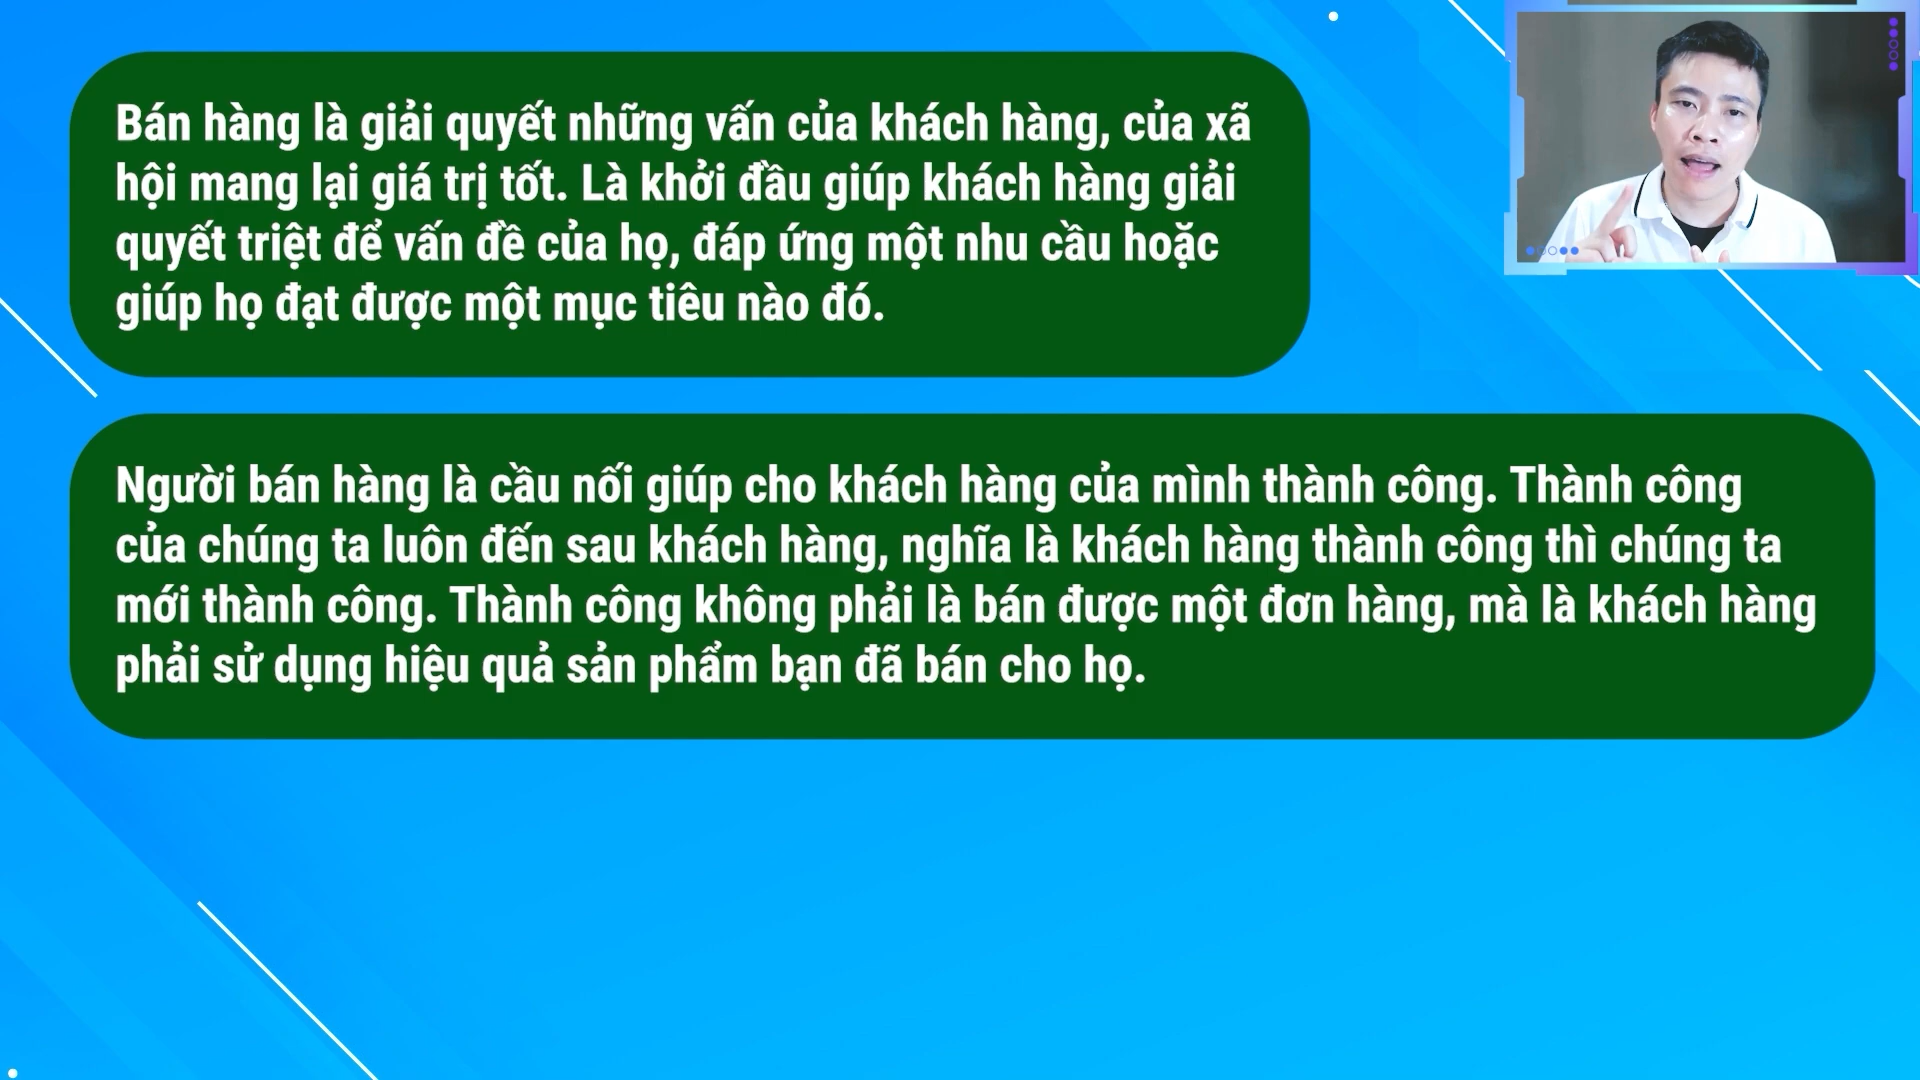 Bán hàng là giải quyết những vấn của khách hàng, của xã
hội mang lại giá trị tốt. Là khởi đầu giúp khách hàng giải
quyết triệt để vấn đề của họ, đáp ứng một nhu cầu hoặc
giúp họ đạt được một mục tiêu nào đó.
Người bán hàng là cầu nối giúp cho khách hàng của mình thành công. Thành công
của chúng ta luôn đến sau khách hàng, nghĩa là khách hàng thành công thì chúng ta
mới thành công. Thành công không phải là bán được một đơn hàng, mà là khách hàng
phải sử dụng hiệu quả sản phẩm bạn đã bán cho họ.